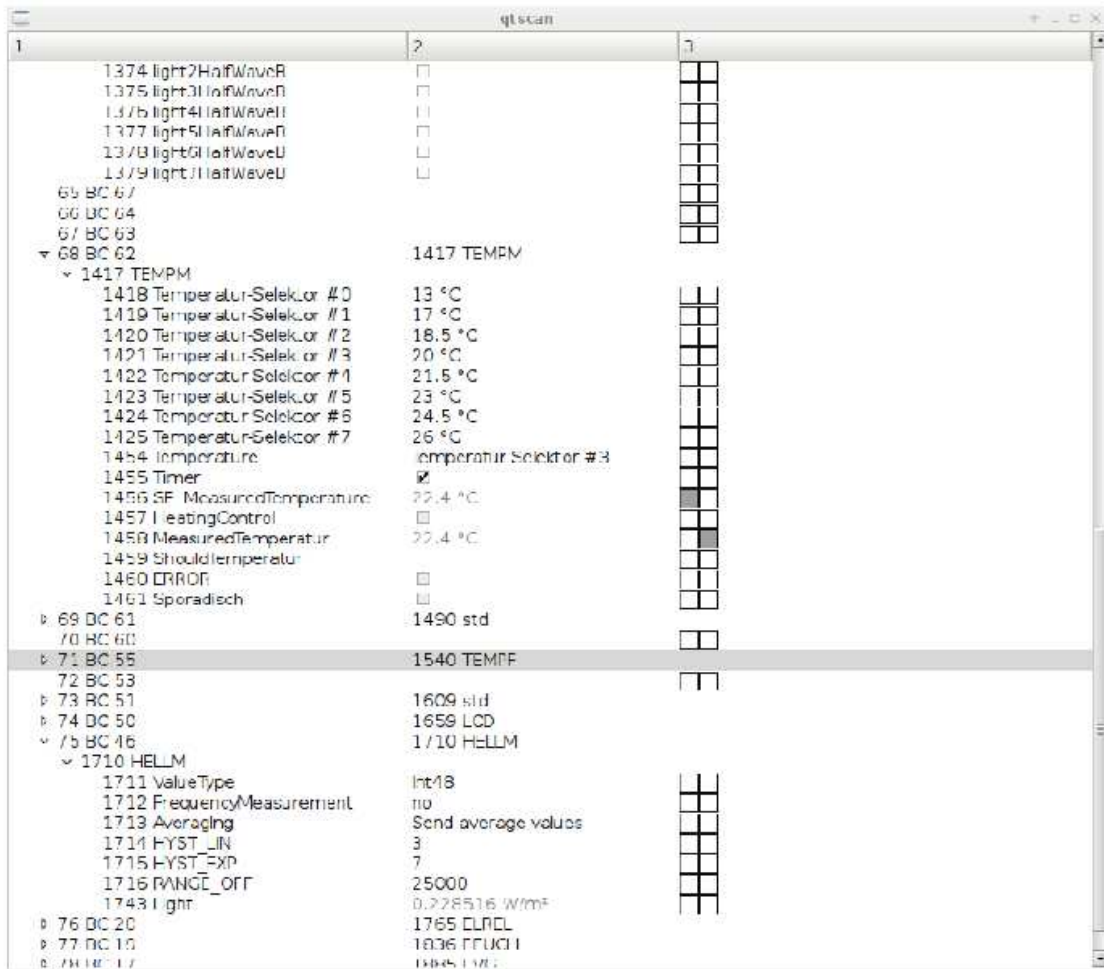 qtscan
1 2 3
1374 light2HalfWaveB
1375 light3HalfWaveB
1376 light4HalfWaveB
1377 light5HalfWaveB
1378 light6HalfWaveB
1379 light7HalfWaveB
65 BC 67
66 BC 64
67 BC 63
68 BC 62 1417 TEMPM
1417 TEMPM
1418 Temperatur-Selektor #0 13 °C
1419 Temperatur-Selektor #1 17 °C
1420 Temperatur-Selektor #2 18.5 °C
1421 Temperatur-Selektor #3 20 °C
1422 Temperatur-Selektor #4 21.5 °C
1423 Temperatur-Selektor #5 23 °C
1424 Temperatur-Selektor #6 24.5 °C
1425 Temperatur-Selektor #7 26 °C
1454 Temperature Temperatur-Selektor #3
1455 Timer
1456 SF_MeasuredTemperature 22.4 °C
1457 HeatingControl
1458 MeasuredTemperatur 22.4 °C
1459 ShouldTemperatur
1460 ERROR
1461 Sporadisch
69 BC 61 1490 std
70 BC 60
71 BC 55 1540 TEMPF
72 BC 53
73 BC 51 1609 std
74 BC 50 1659 LCD
75 BC 46 1710 HELLM
1710 HELLM
1711 ValueType Int48
1712 FrequencyMeasurement no
1713 Averaging Send average values
1714 HYST_LIN 3
1715 HYST_EXP 7
1716 RANGE_OFF 25000
1743 Light 0.228516 W/m²
76 BC 20 1765 ELREL
77 BC 19 1836 FEUCH
78 BC 17 1885